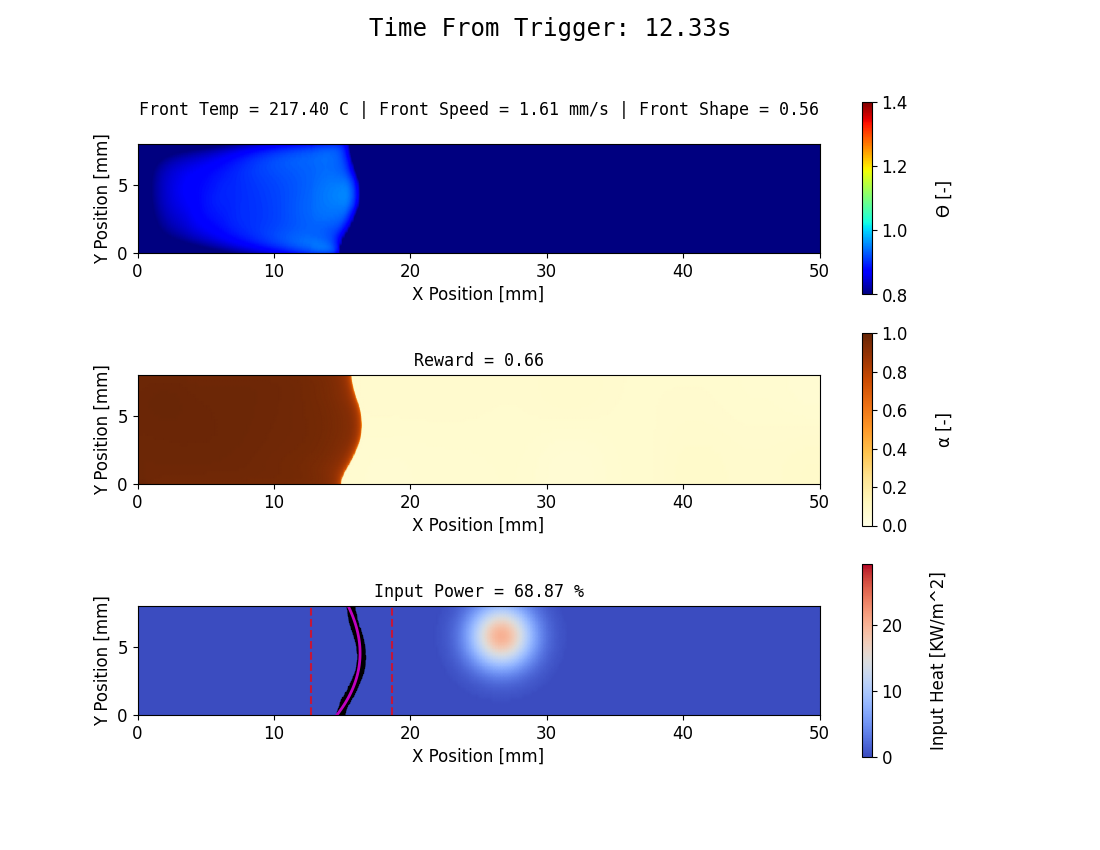 Time From Trigger: 12.33s
Front Temp = 217.40 C | Front Speed = 1.61 mm/s | Front Shape = 0.56
Y Position [mm]
5
0
0 10 20 30 40 50
X Position [mm]
1.4
1.2
1.0
0.8
Θ [-]
Reward = 0.66
Y Position [mm]
5
0
0 10 20 30 40 50
X Position [mm]
1.0
0.8
0.6
0.4
0.2
0.0
α [-]
Input Power = 68.87 %
Y Position [mm]
5
0
0 10 20 30 40 50
X Position [mm]
20
10
0
Input Heat [KW/m^2]